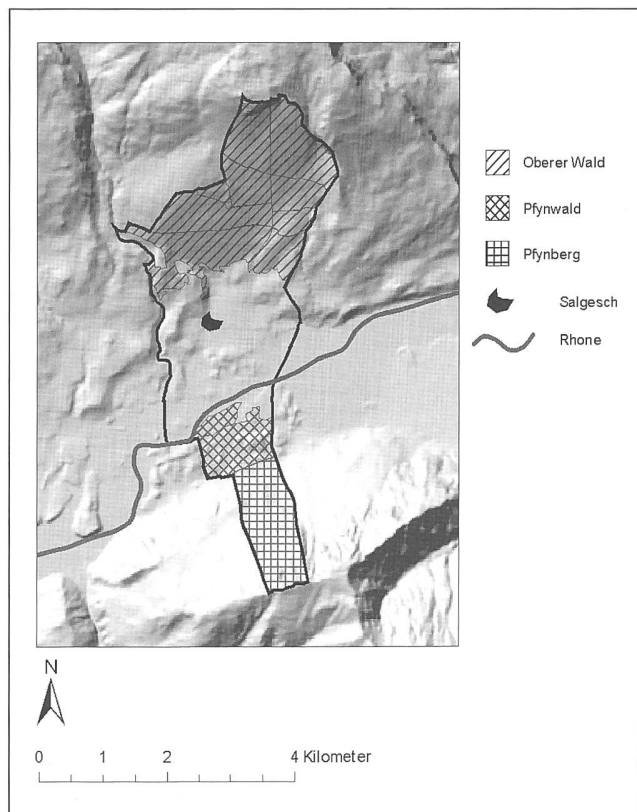 Oberer Wald
Pfynwald
Pfynberg
Salgesch
Rhone
N
0 1 2 4 Kilometer